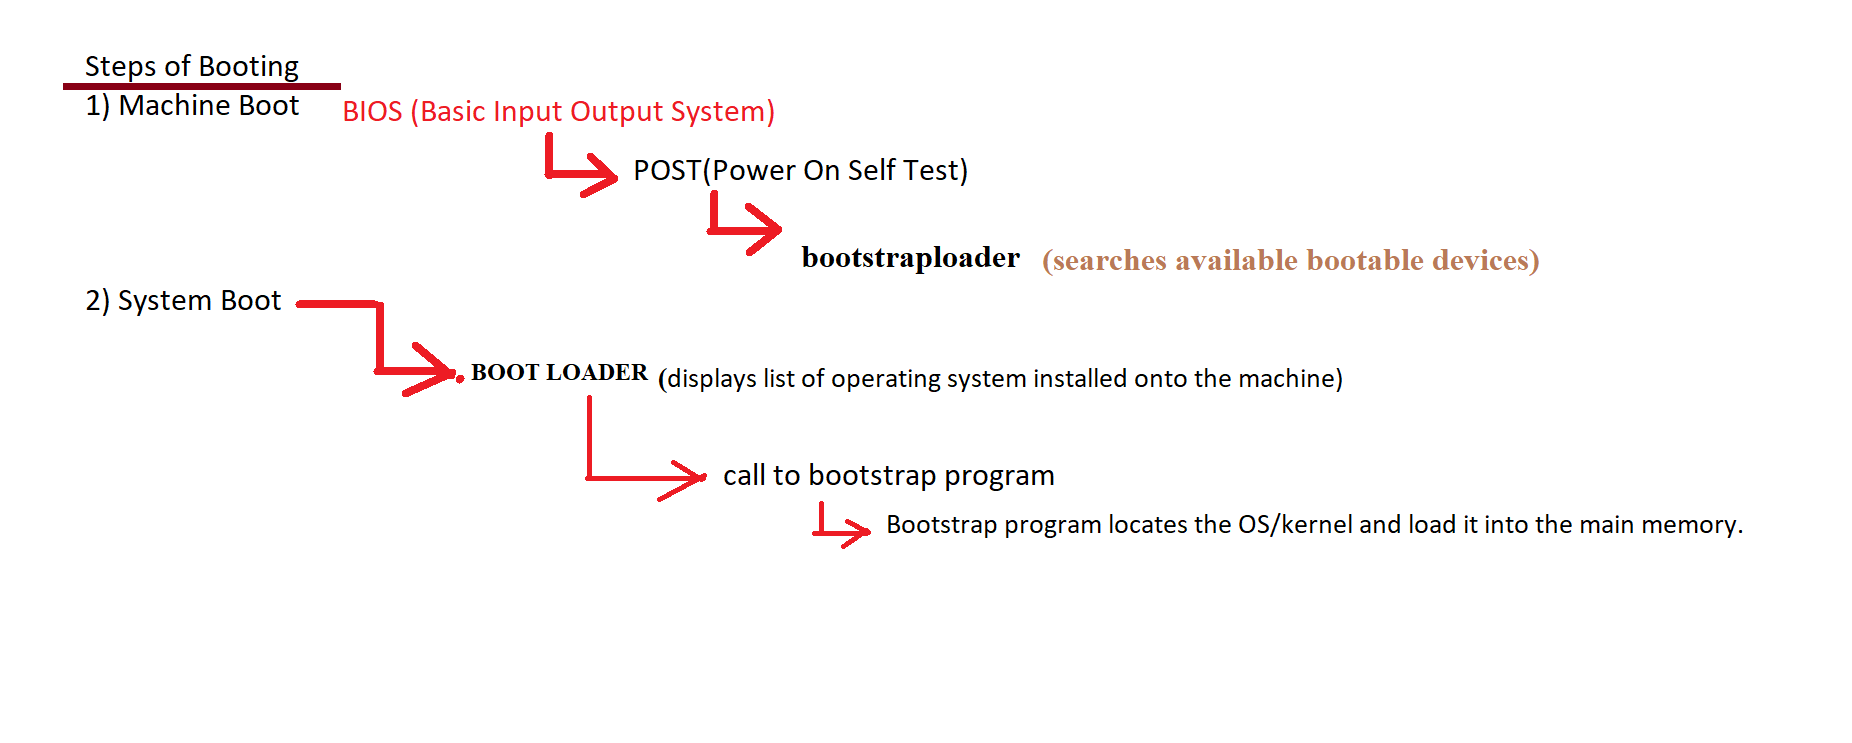 Steps of Booting
1) Machine Boot BIOS (Basic Input Output System)
POST(Power On Self Test)
bootstraploader (searches available bootable devices)
2) System Boot
BOOT LOADER (displays list of operating system installed onto the machine)
call to bootstrap program
Bootstrap program locates the OS/kernel and load it into the main memory.